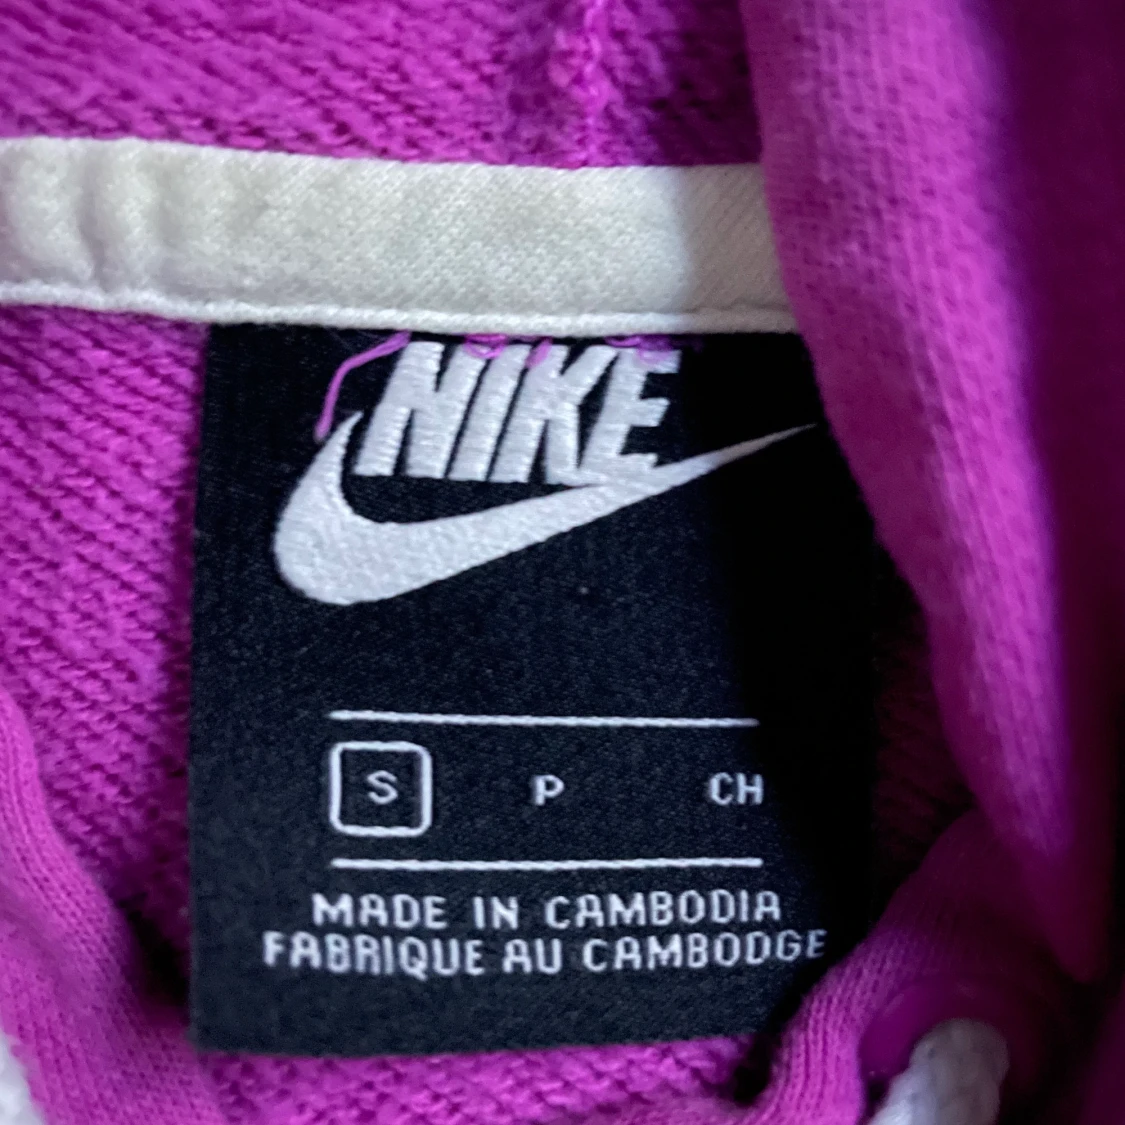 NIKE
S P CH
MADE IN CAMBODIA
FABRIQUE AU CAMBODGE